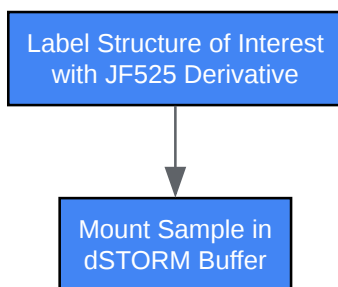 Label Structure of Interest
with JF525 Derivative
Mount Sample in
dSTORM Buffer